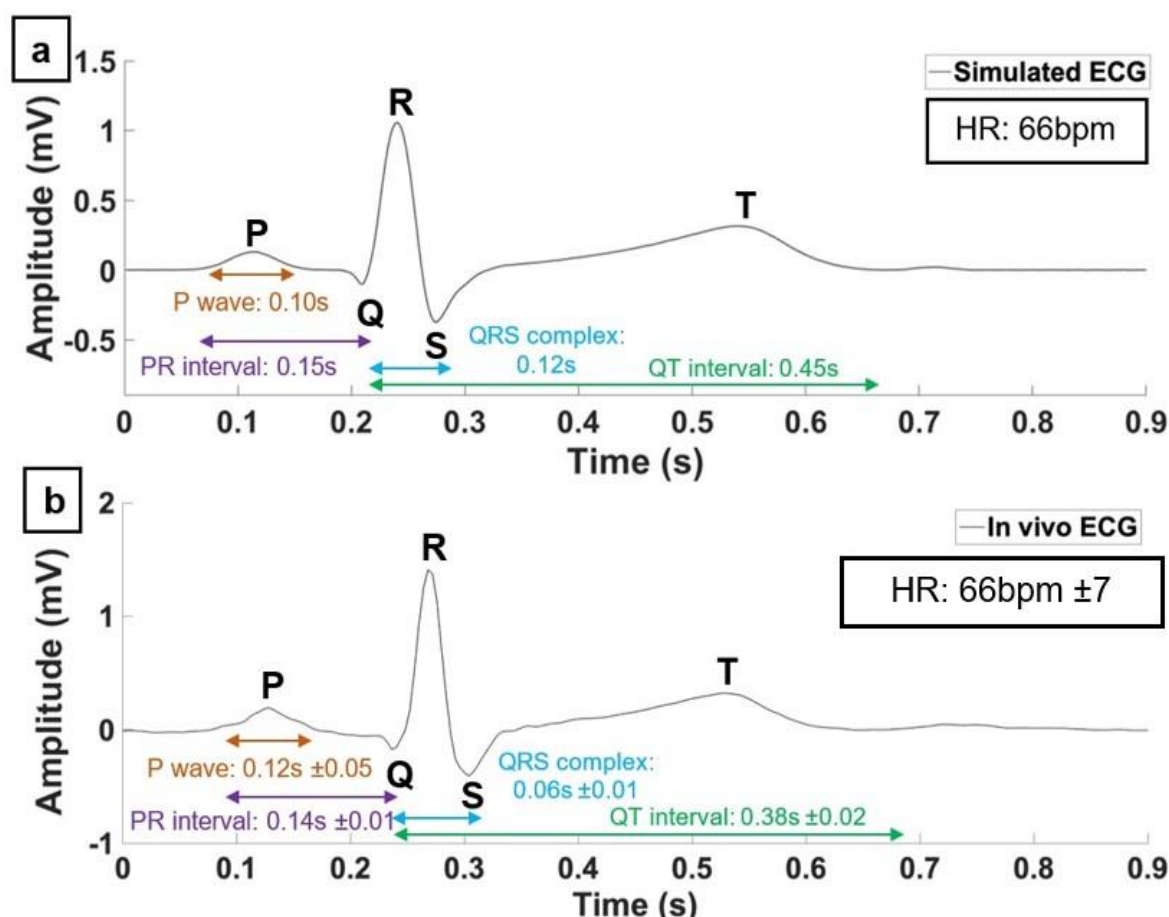 a
1.5
1
0.5
0
-0.5
Amplitude (mV)
Simulated ECG
HR: 66bpm
P
Q
R
S
T
P wave: 0.10s
PR interval: 0.15s
QRS complex:
0.12s
QT interval: 0.45s
0 0.1 0.2 0.3 0.4 0.5 0.6 0.7 0.8 0.9
Time (s)
b
2
1
0
-1
Amplitude (mV)
In vivo ECG
HR: 66bpm ±7
P
Q
R
S
T
P wave: 0.12s ±0.05
PR interval: 0.14s ±0.01
QRS complex:
0.06s ±0.01
QT interval: 0.38s ±0.02
0 0.1 0.2 0.3 0.4 0.5 0.6 0.7 0.8 0.9
Time (s)